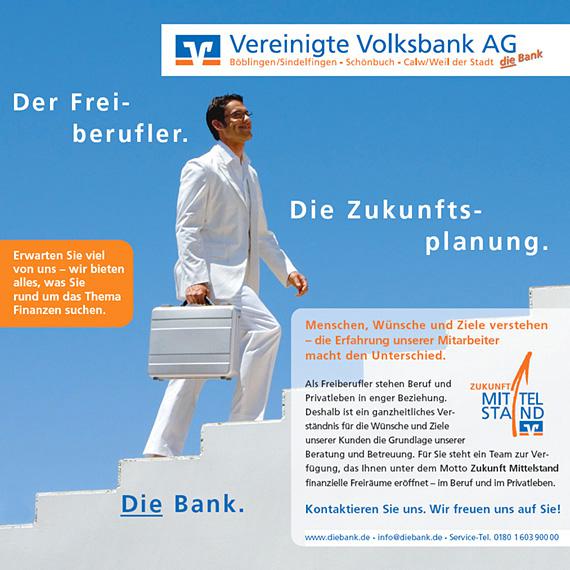 Vereinigte Volksbank AG
Böblingen/Sindelfingen • Schönbuch • Calw/Weil der Stadt
die Bank
Der Frei-
berufler.
Die Zukunfts-
planung.
Erwarten Sie viel
von uns – wir bieten
alles, was Sie
rund um das Thema
Finanzen suchen.
Menschen, Wünsche und Ziele verstehen
– die Erfahrung unserer Mitarbeiter
macht den Unterschied.
Als Freiberufler stehen Beruf und
Privatleben in enger Beziehung.
Deshalb ist ein ganzheitliches Ver-
ständnis für die Wünsche und Ziele
unserer Kunden die Grundlage unserer
Beratung und Betreuung. Für Sie steht ein Team zur Ver-
fügung, das Ihnen unter dem Motto Zukunft Mittelstand
finanzielle Freiräume eröffnet – im Beruf und im Privatleben.
ZUKUNFT
MITTEL
STAND
Kontaktieren Sie uns. Wir freuen uns auf Sie!
www.diebank.de • info@diebank.de • Service-Tel. 0180 1 603 900 00
Die Bank.